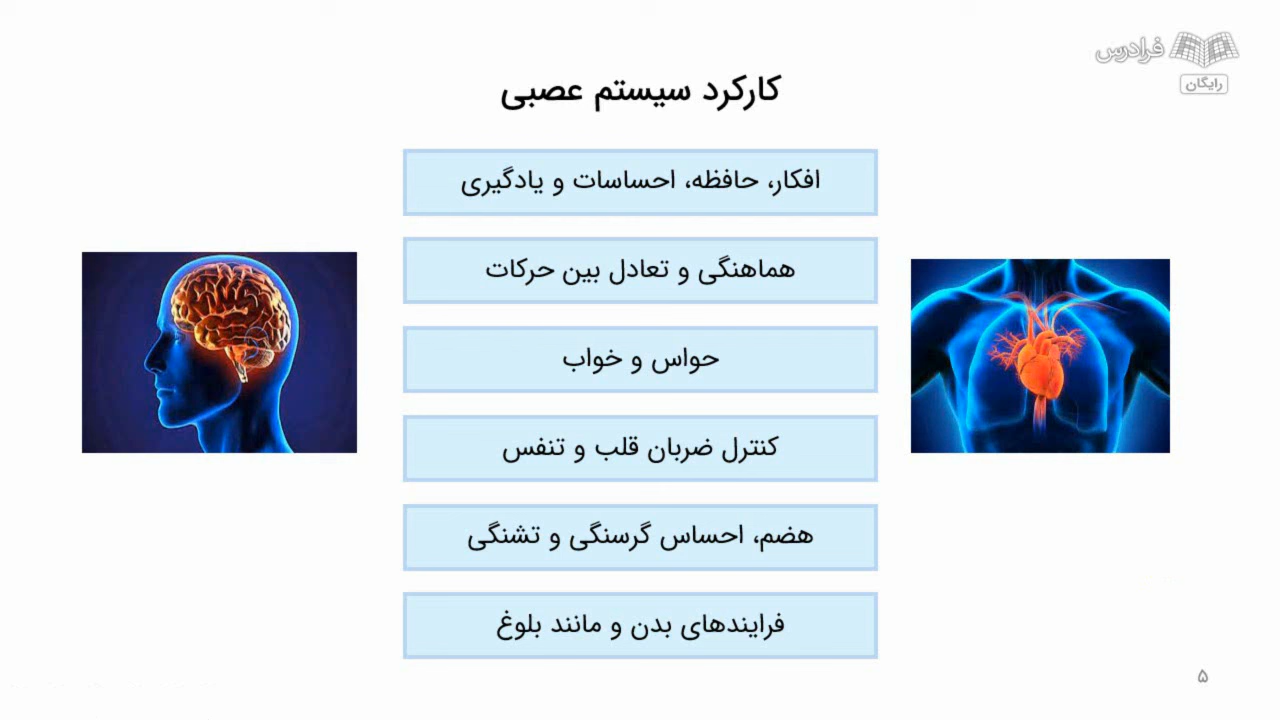 فرادرس
رایگان
کارکرد سیستم عصبی
افکار، حافظه، احساسات و یادگیری
هماهنگی و تعادل بین حرکات
حواس و خواب
کنترل ضربان قلب و تنفس
هضم، احساس گرسنگی و تشنگی
فرایندهای بدن و مانند بلوغ
۵